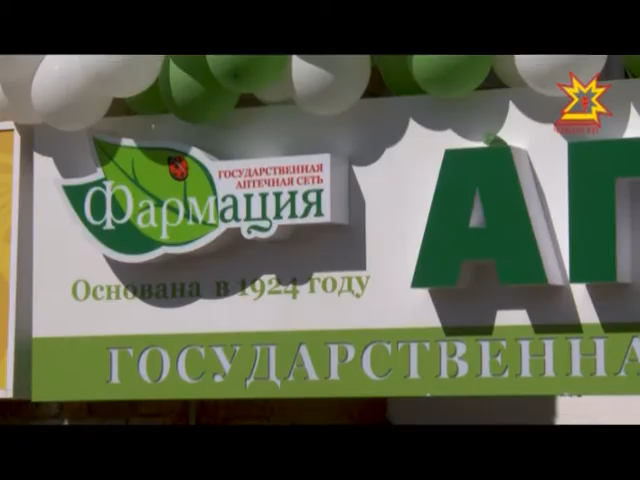 ГОСУДАРСТВЕННАЯ
АПТЕЧНАЯ СЕТЬ
Фармация
Основана в 1924 году
АП
ГОСУДАРСТВЕННА